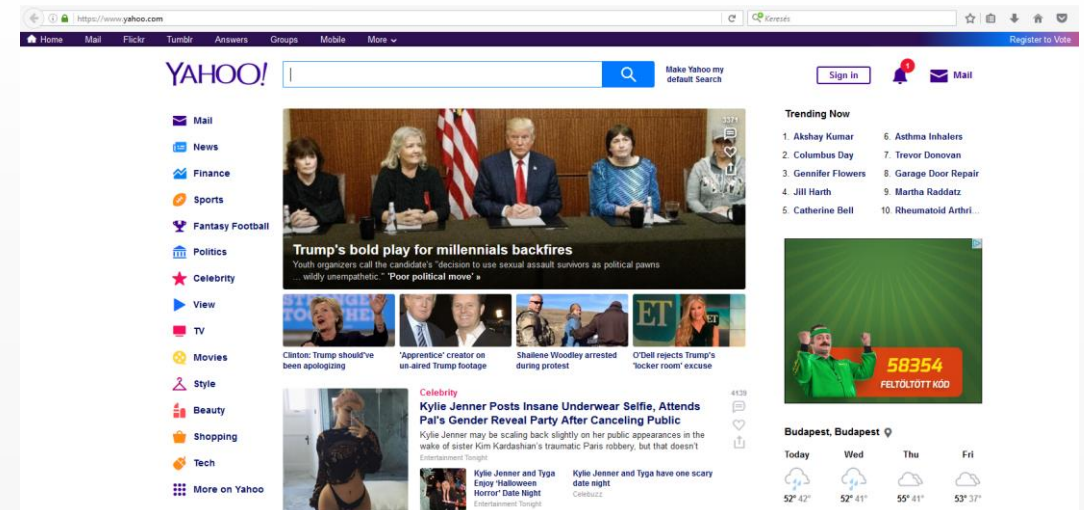 https://www.yahoo.com
Keresés
Home Mail Flickr Tumblr Answers Groups Mobile More
Register to Vote
YAHOO!
Make Yahoo my
default Search
Sign in
1
Mail
Mail
News
Finance
Sports
Fantasy Football
Politics
Celebrity
View
TV
Movies
Style
Beauty
Shopping
Tech
More on Yahoo
3371
Trump's bold play for millennials backfires
Youth organizers call the candidate's "decision to use sexual assault survivors as political pawns
... wildly unempathetic." 'Poor political move' »
Clinton: Trump should've
been apologizing
'Apprentice' creator on
un-aired Trump footage
Shailene Woodley arrested
during protest
ET
ET
O'Dell rejects Trump's
'locker room' excuse
Celebrity
4139
Kylie Jenner Posts Insane Underwear Selfie, Attends
Pal's Gender Reveal Party After Canceling Public
Kylie Jenner may be scaling back slightly on her public appearances in the
wake of sister Kim Kardashian's traumatic Paris robbery, but that doesn't
Entertainment Tonight
Kylie Jenner and Tyga
Enjoy 'Halloween
Horror' Date Night
Entertainment Tonight
Kylie Jenner and Tyga have one scary
date night
Celebuzz
Trending Now
1. Akshay Kumar
2. Columbus Day
3. Gennifer Flowers
4. Jill Harth
5. Catherine Bell
6. Asthma Inhalers
7. Trevor Donovan
8. Garage Door Repair
9. Martha Raddatz
10. Rheumatoid Arthri...
58354
FELTÖLTÖTT KÓD
Budapest, Budapest
Today Wed Thu Fri
52° 42° 52° 41° 55° 41° 53° 37°